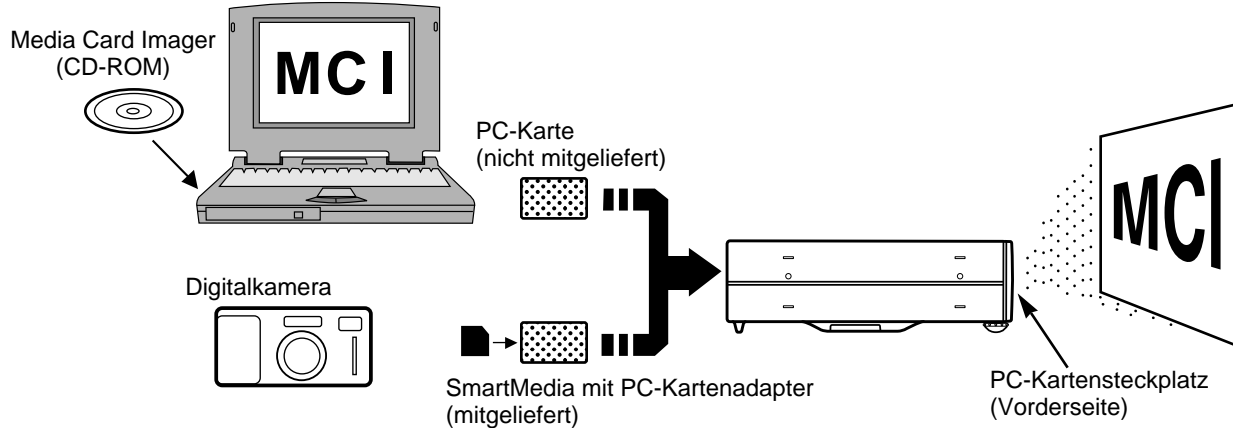 Media Card Imager
(CD-ROM)
MCI
PC-Karte
(nicht mitgeliefert)
MCI
Digitalkamera
SmartMedia mit PC-Kartenadapter
(mitgeliefert)
PC-Kartensteckplatz
(Vorderseite)